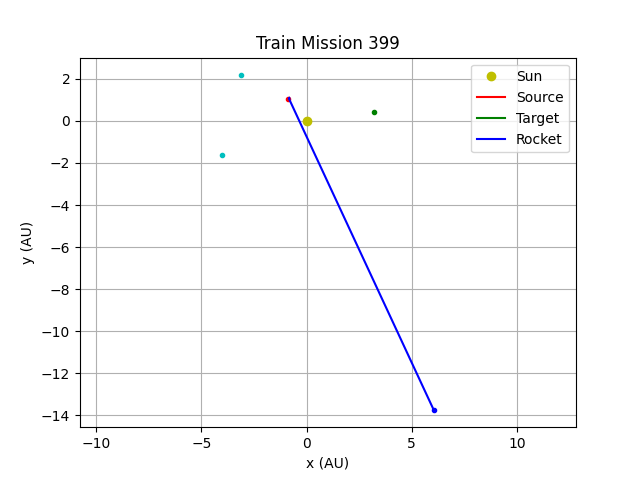 Train Mission 399
Sun
Source
Target
Rocket
2
0
−2
−4
−6
−8
−10
−12
−14
y (AU)
−10 −5 0 5 10
x (AU)